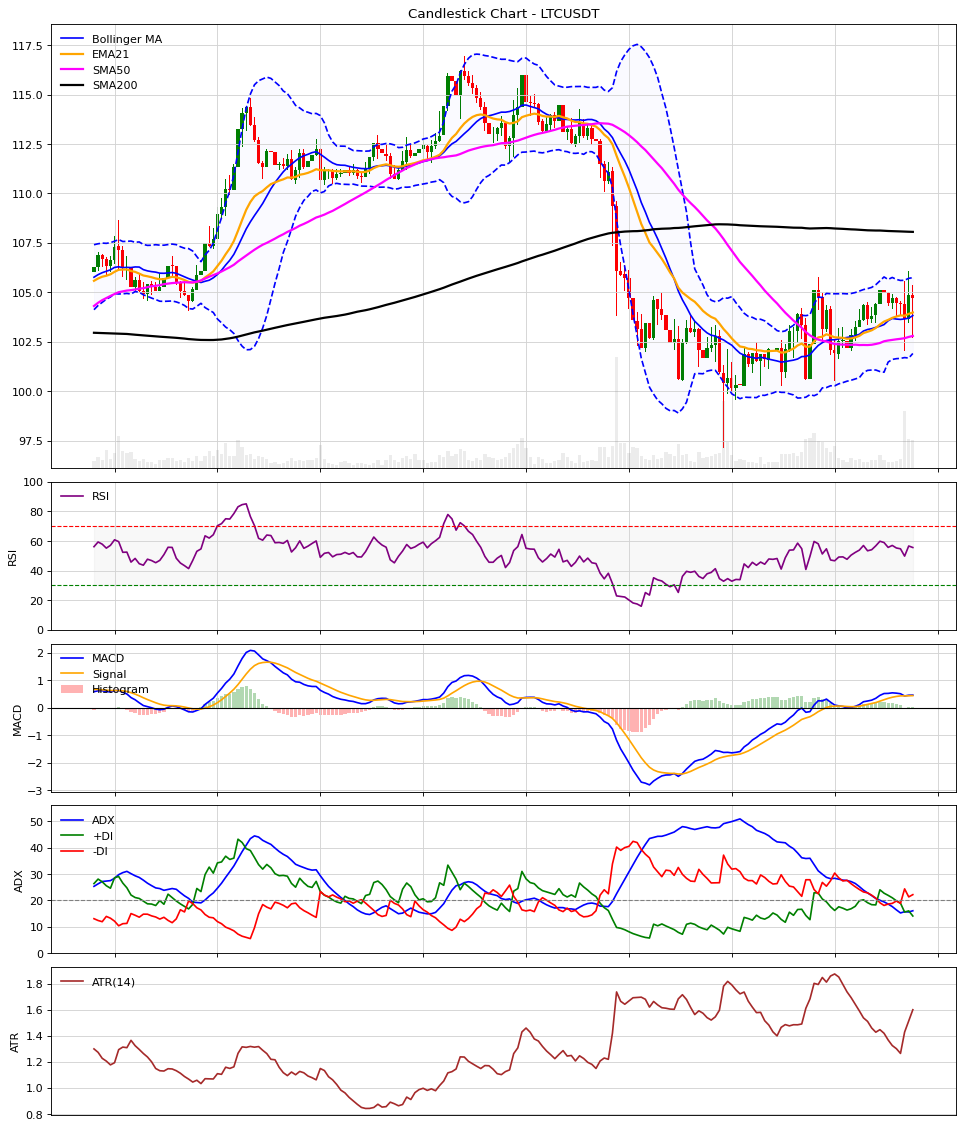 Candlestick Chart - LTCUSDT
Bollinger MA
EMA21
SMA50
SMA200
117.5
115.0
112.5
110.0
107.5
105.0
102.5
100.0
97.5
RSI
100
80
60
40
20
0
RSI
MACD
Signal
Histogram
2
1
0
−1
−2
−3
MACD
ADX
+DI
-DI
50
40
30
20
10
0
ADX
ATR(14)
1.8
1.6
1.4
1.2
1.0
0.8
ATR